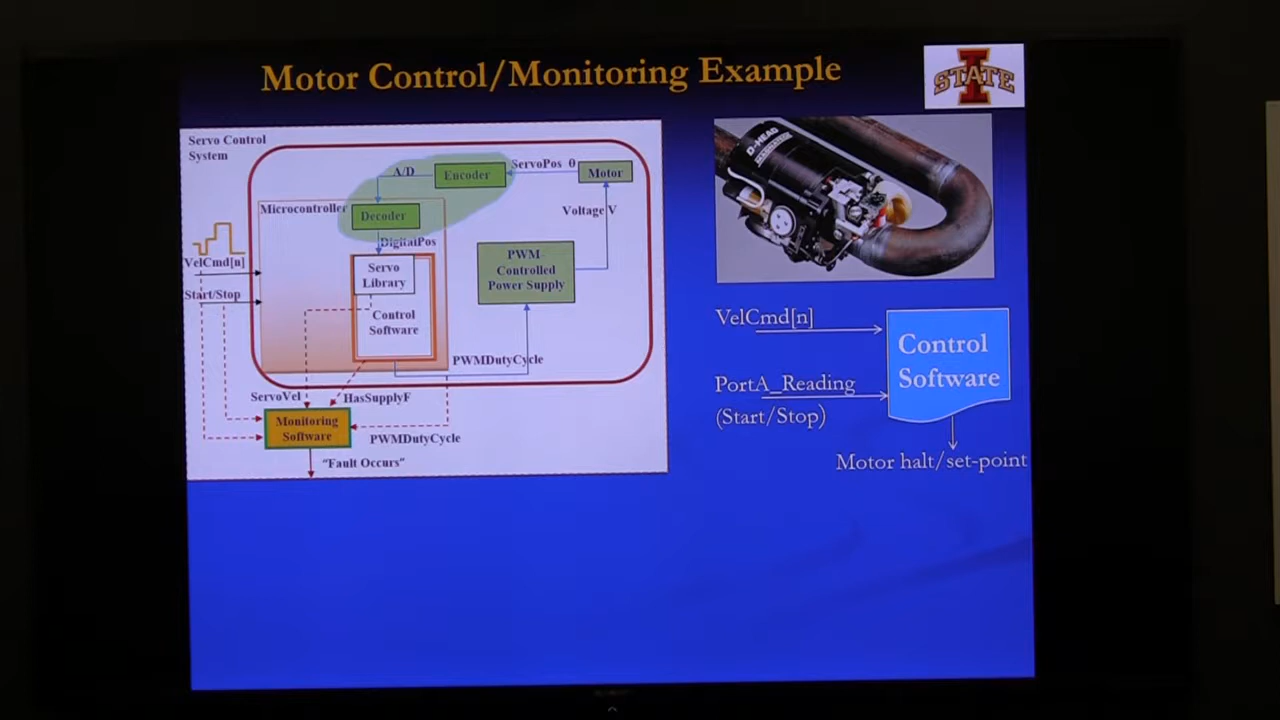 Motor Control/Monitoring Example
STATE
Servo Control
System
A/D
Encoder
ServoPos θ
Motor
Microcontroller
Decoder
Voltage V
DigitalPos
VelCmd[n]
Servo
Library
PWM
Controlled
Power Supply
Start/Stop
Control
Software
PWMDutyCycle
ServoVel
HasSupplyF
Monitoring
Software
PWMDutyCycle
“Fault Occurs”
D-HEAD
VelCmd[n]
PortA_Reading
(Start/Stop)
Control
Software
Motor halt/set-point